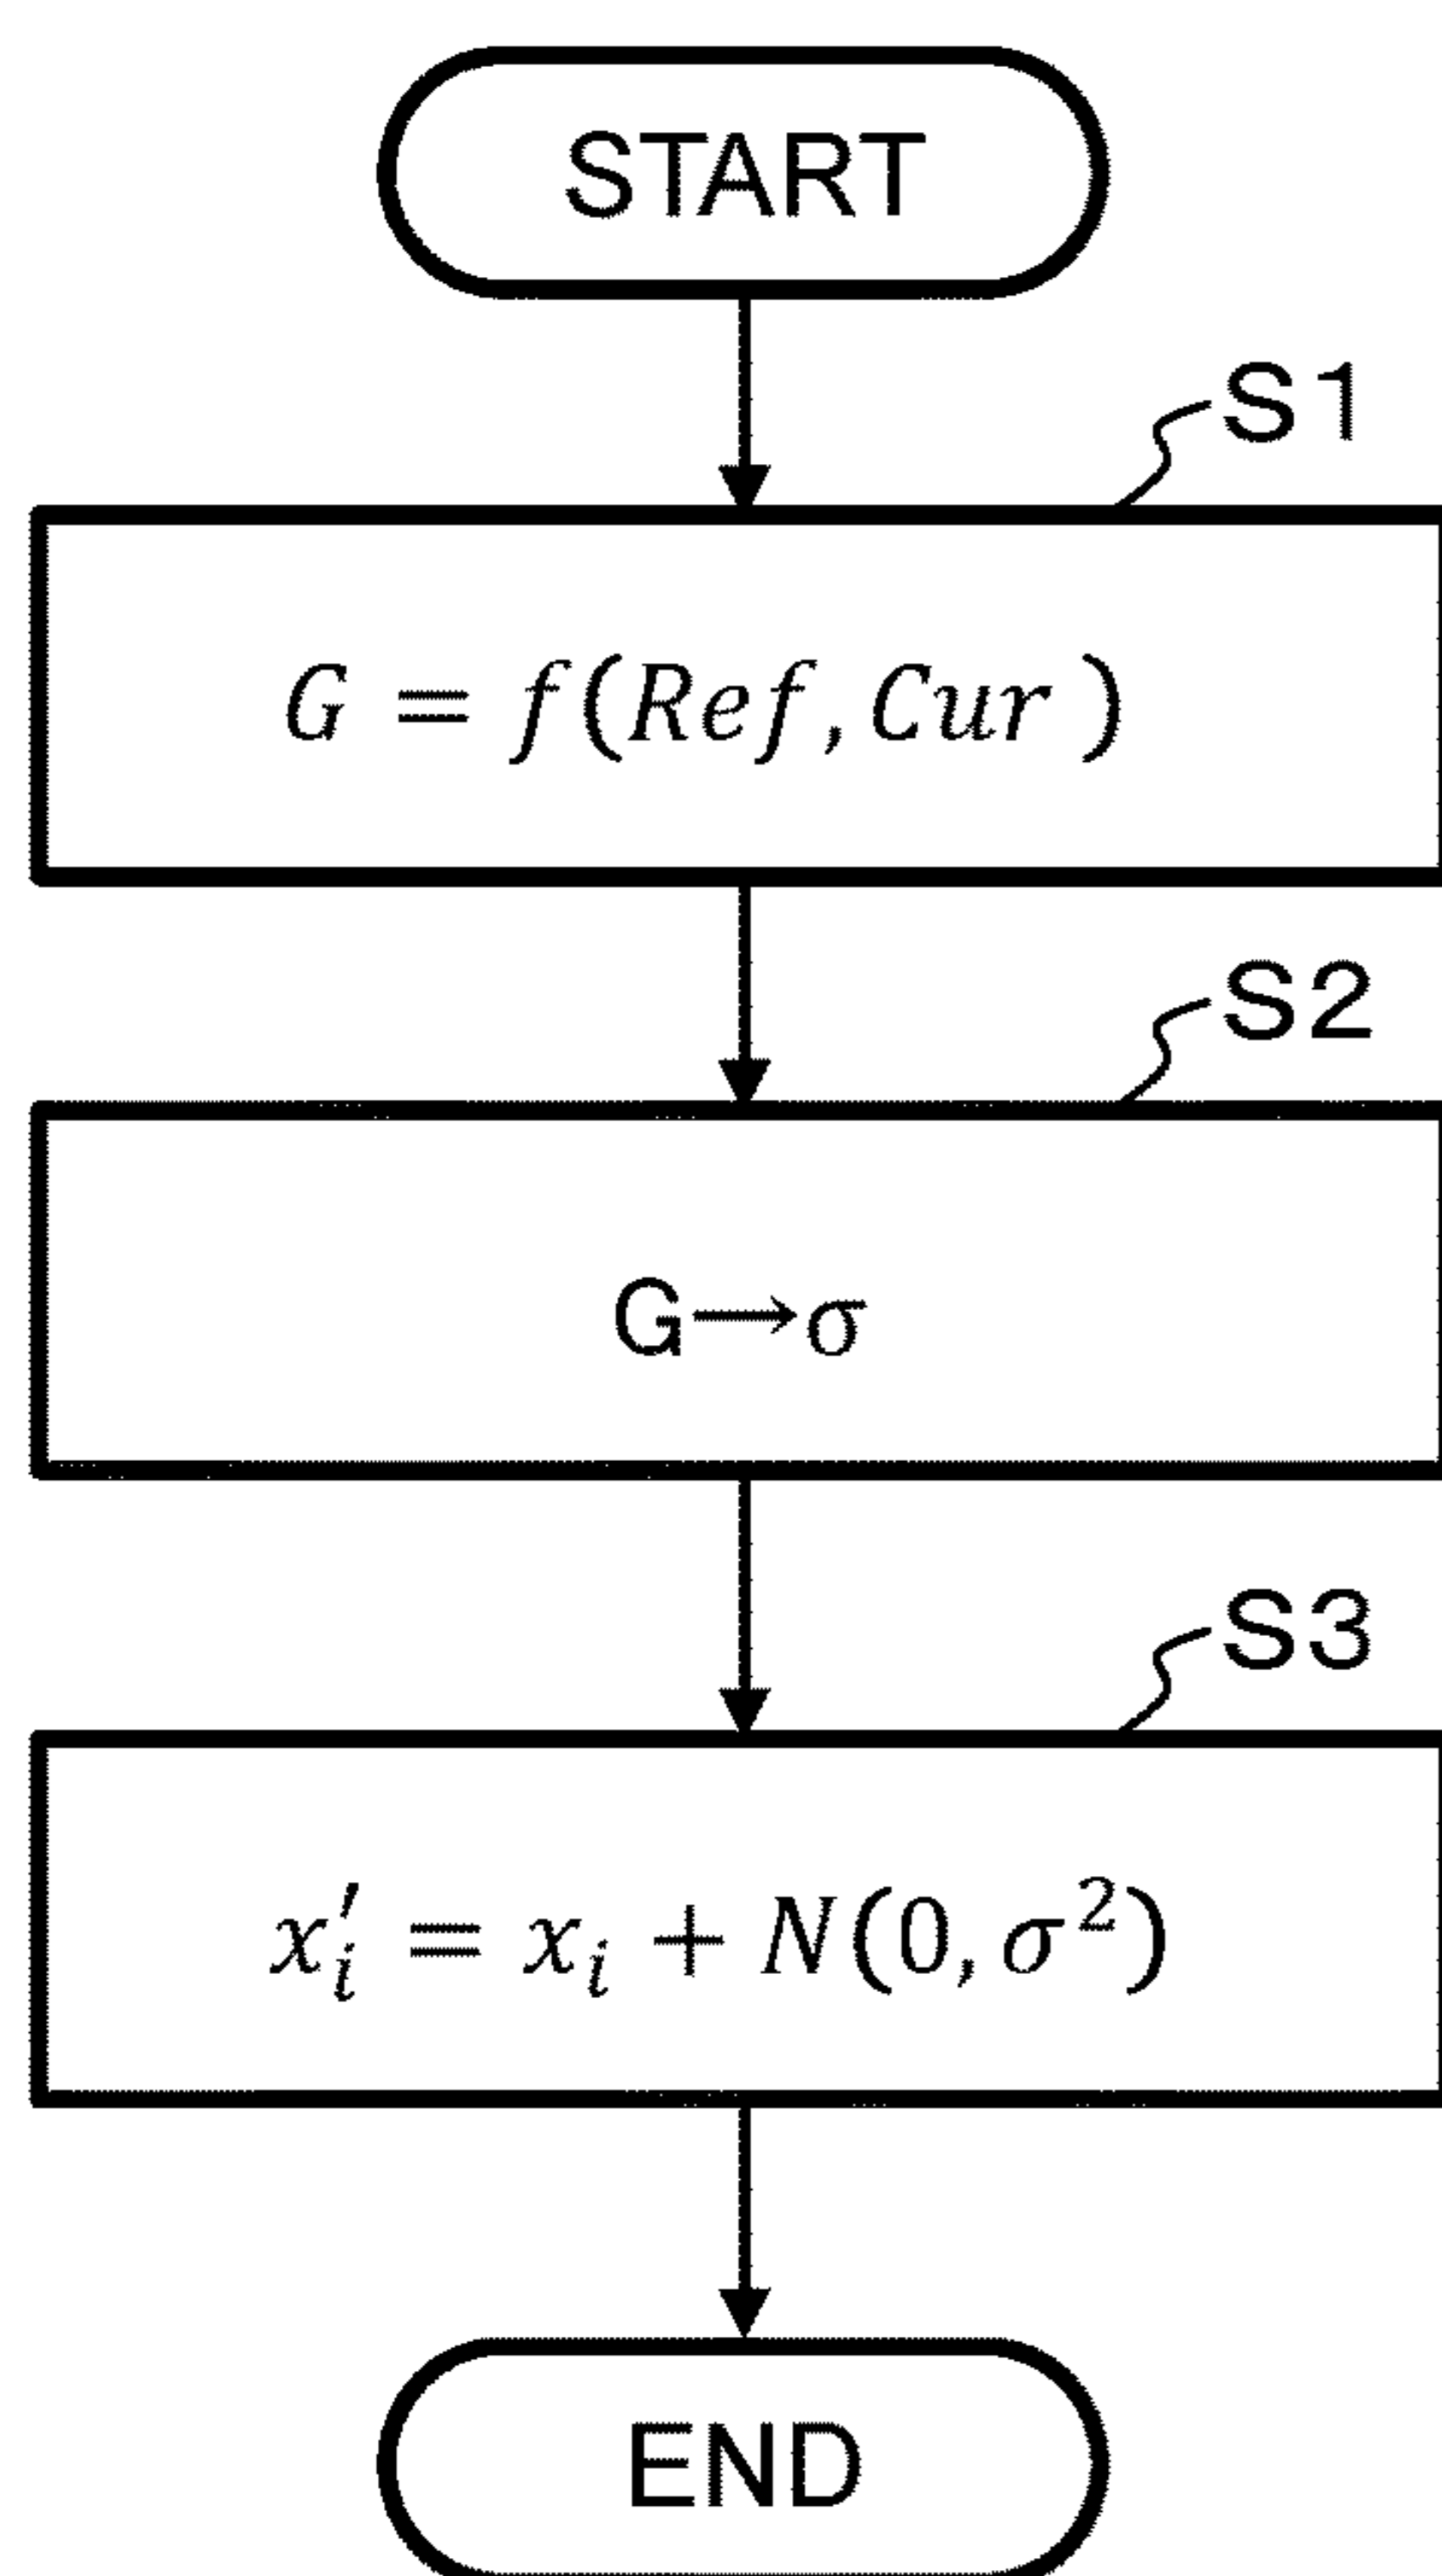 START
S1
G = f(Ref, Cur)
S2
G→σ
S3
x′ᵢ = xᵢ + N(0, σ²)
END